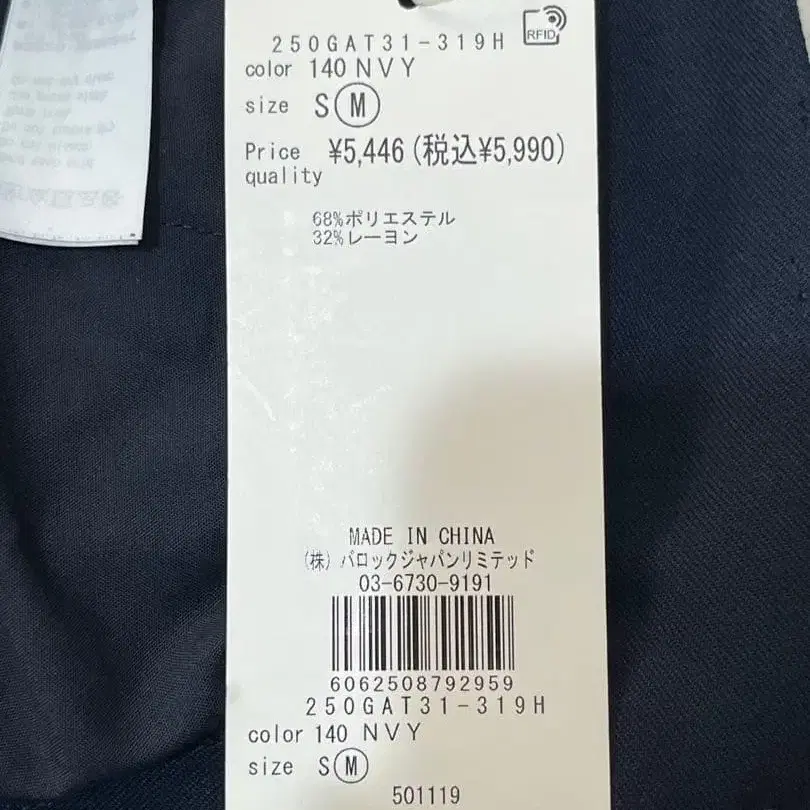 250GAT31-319H
RFID
color 140 NVY
size S M
Price ¥5,446 (税込¥5,990)
quality
68%ポリエステル
32%レーヨン
MADE IN CHINA
(株) バロックジャパンリミテッド
03-6730-9191
6062508792959
250GAT31-319H
color 140 NVY
size S M
501119